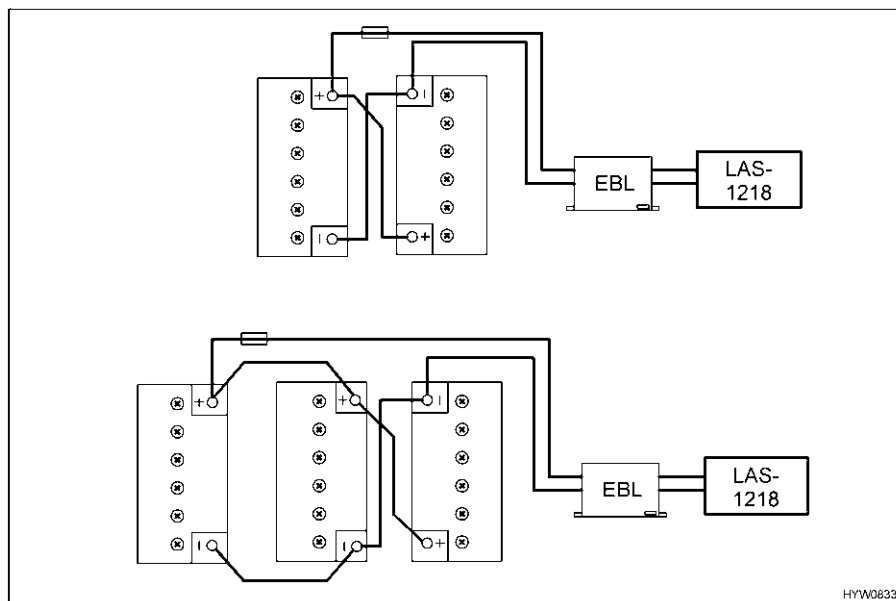 + −
− +
EBL
LAS-
1218
+ + −
− − +
EBL
LAS-
1218
HYW0833